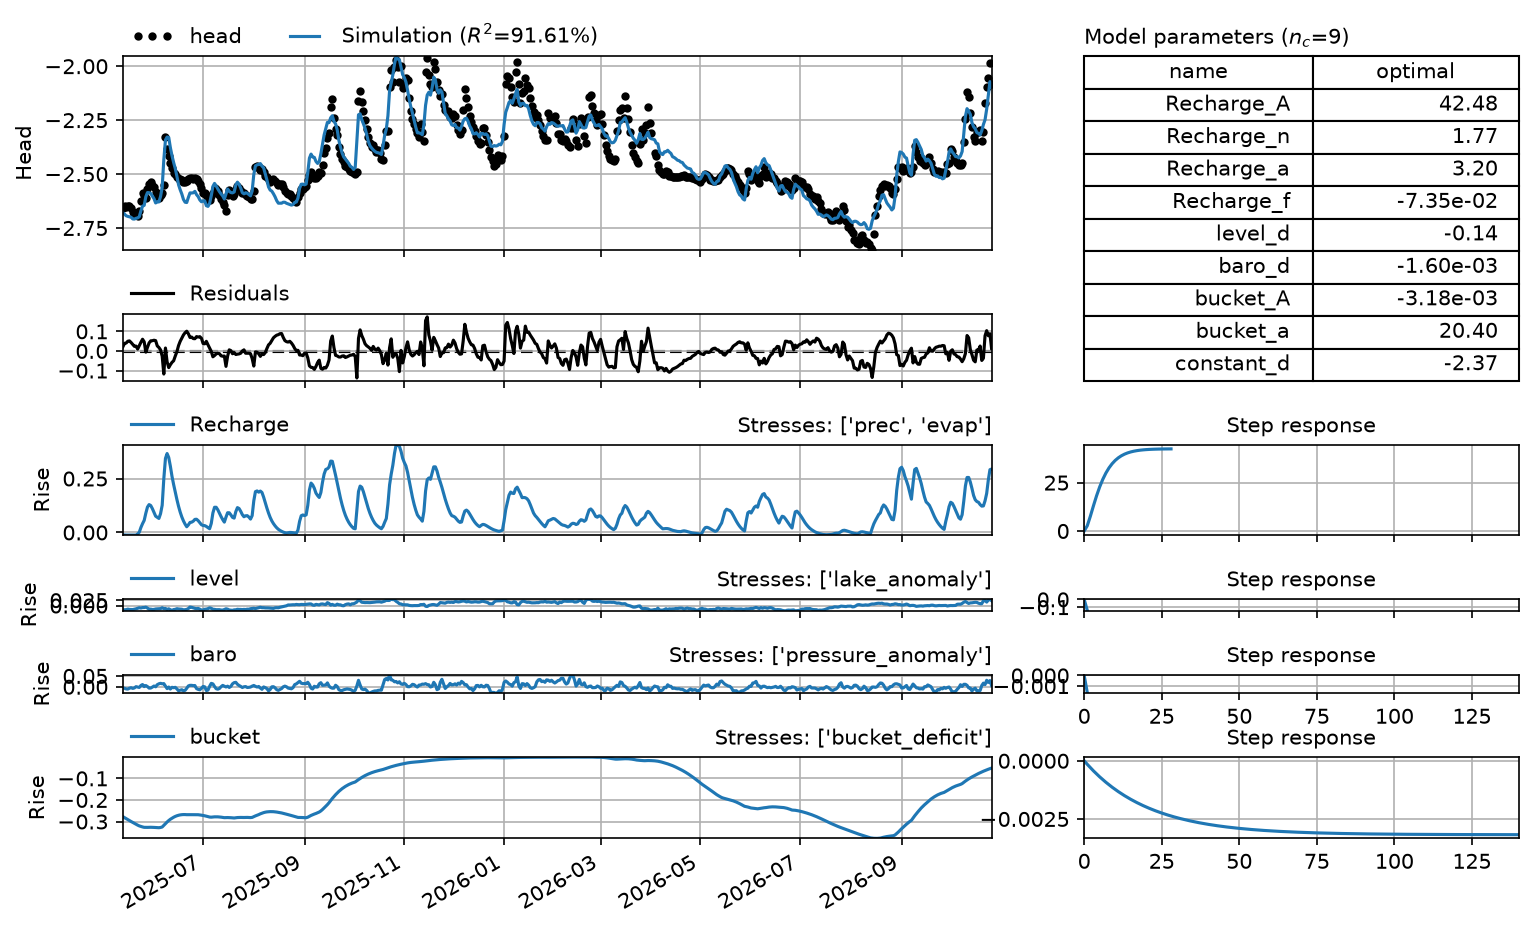 head Simulation (R²=91.61%)
Model parameters (n_c=9)
Head
−2.00
−2.25
−2.50
−2.75
name optimal
Recharge_A 42.48
Recharge_n 1.77
Recharge_a 3.20
Recharge_f -7.35e-02
level_d -0.14
baro_d -1.60e-03
bucket_A -3.18e-03
bucket_a 20.40
constant_d -2.37
Residuals
0.1
0.0
−0.1
Recharge Stresses: ['prec', 'evap']
Step response
Rise
0.25
0.00
25
0
level Stresses: ['lake_anomaly']
Step response
Rise
0.025
0.000
0.0
−0.1
baro Stresses: ['pressure_anomaly']
Step response
Rise
0.05
0.00
0.000
−0.001
0 25 50 75 100 125
bucket Stresses: ['bucket_deficit']
Step response
Rise
−0.1
−0.2
−0.3
0.0000
−0.0025
0 25 50 75 100 125
2025-07 2025-09 2025-11 2026-01 2026-03 2026-05 2026-07 2026-09